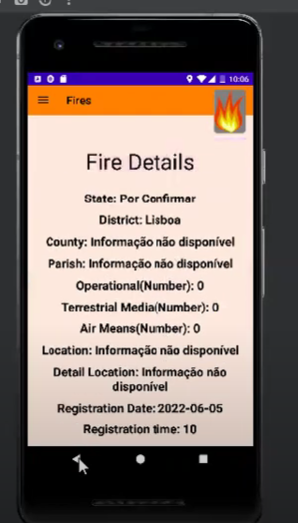 10:06
Fires
Fire Details
State: Por Confirmar
District: Lisboa
County: Informação não disponível
Parish: Informação não disponível
Operational(Number): 0
Terrestrial Media(Number): 0
Air Means(Number): 0
Location: Informação não disponível
Detail Location: Informação não
disponível
Registration Date: 2022-06-05
Registration time: 10